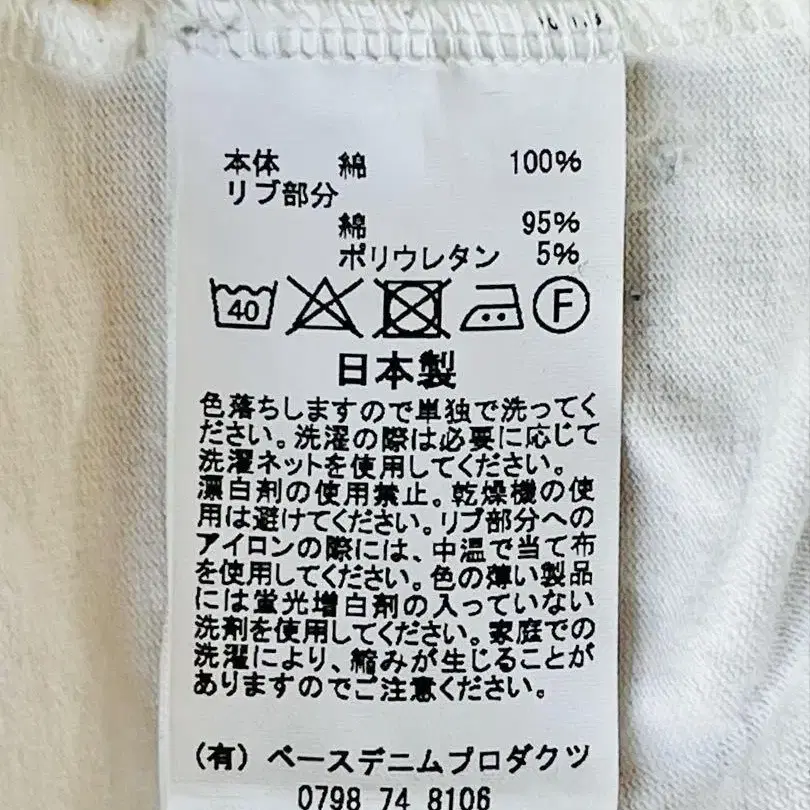 本体 綿 100%
リブ部分
綿 95%
ポリウレタン 5%
40 F
日本製
色落ちしますので単独で洗ってく
ださい。洗濯の際は必要に応じて
洗濯ネットを使用してください。
漂白剤の使用禁止。乾燥機の使
用は避けてください。リブ部分への
アイロンの際には、中温で当て布
を使用してください。色の薄い製品
には蛍光増白剤の入っていない
洗剤を使用してください。家庭での
洗濯により、縮みが生じることが
ありますのでご注意ください。
(有) ベースデニムプロダクツ
0798 74 8106